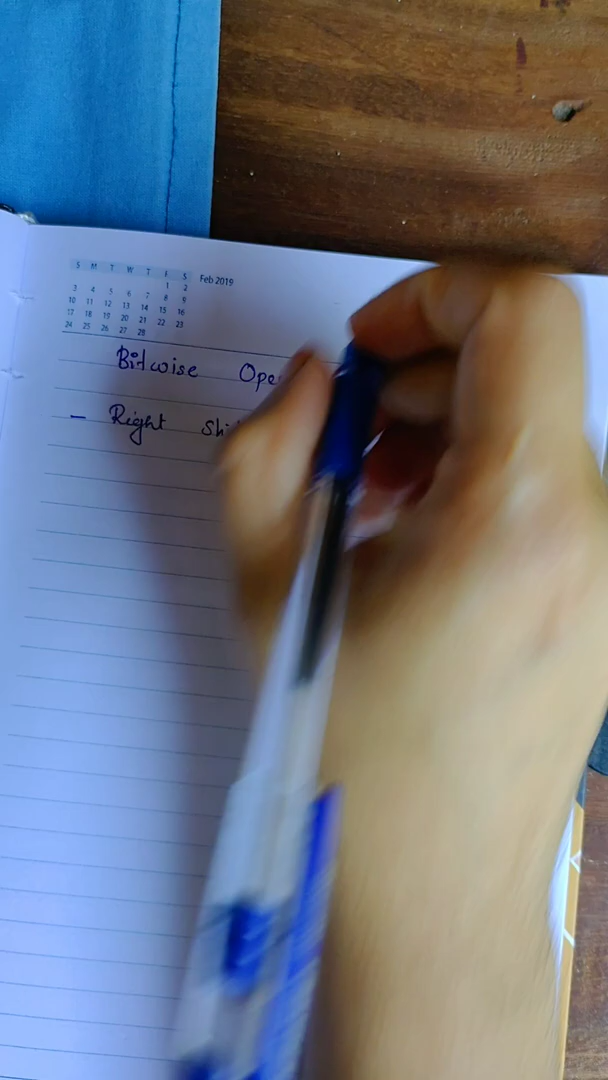 S M T W T F S
1 2
3 4 5 6 7 8 9
10 11 12 13 14 15 16
17 18 19 20 21 22 23
24 25 26 27 28
Feb 2019
Bitwise
- Right